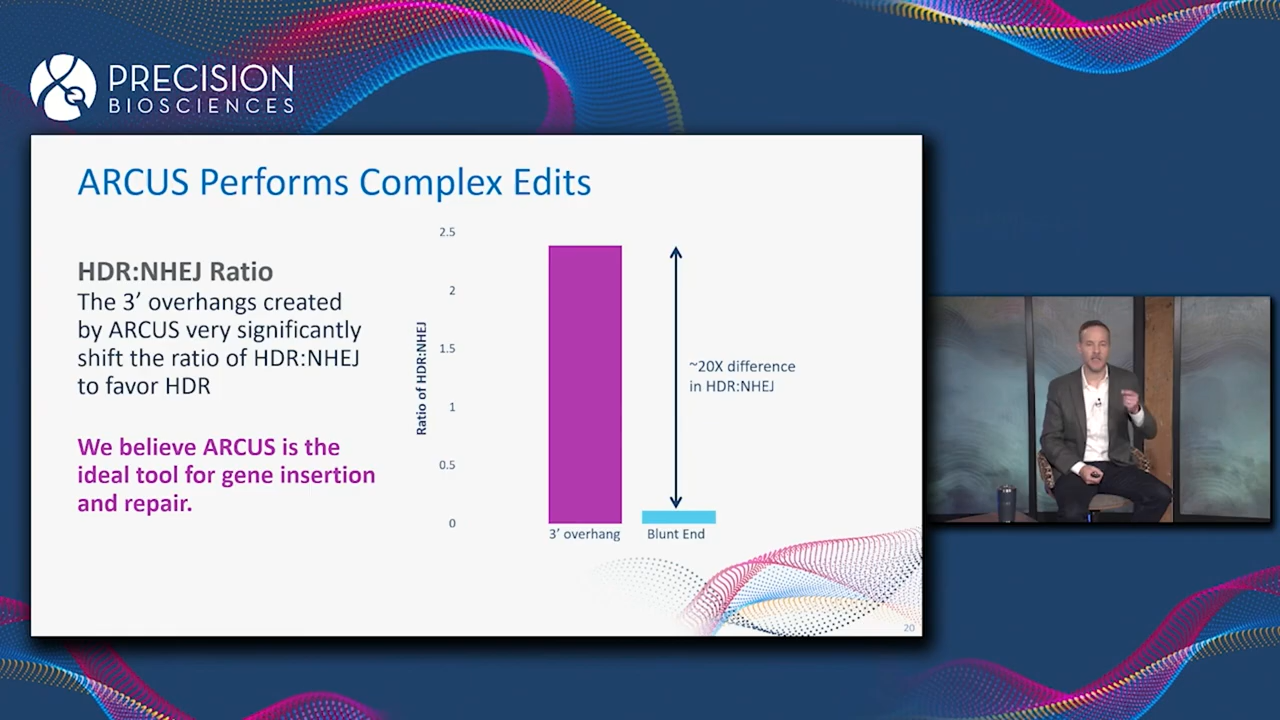 PRECISION
BIOSCIENCES
ARCUS Performs Complex Edits
HDR:NHEJ Ratio
The 3’ overhangs created
by ARCUS very significantly
shift the ratio of HDR:NHEJ
to favor HDR
We believe ARCUS is the
ideal tool for gene insertion
and repair.
Ratio of HDR:NHEJ
2.5
2
1.5
1
0.5
0
~20X difference
in HDR:NHEJ
3’ overhang
Blunt End
20